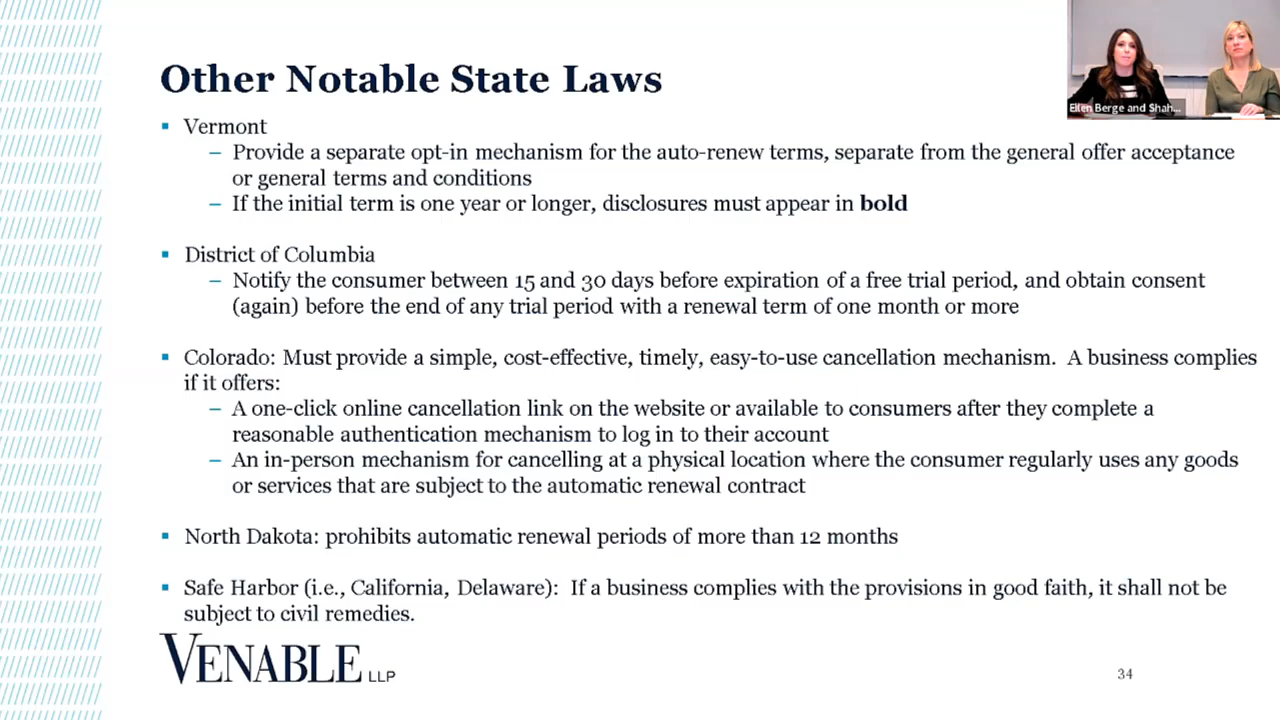 Other Notable State Laws
Ellen Berge and Shah...
▪ Vermont
– Provide a separate opt-in mechanism for the auto-renew terms, separate from the general offer acceptance
or general terms and conditions
– If the initial term is one year or longer, disclosures must appear in bold
▪ District of Columbia
– Notify the consumer between 15 and 30 days before expiration of a free trial period, and obtain consent
(again) before the end of any trial period with a renewal term of one month or more
▪ Colorado: Must provide a simple, cost-effective, timely, easy-to-use cancellation mechanism. A business complies
if it offers:
– A one-click online cancellation link on the website or available to consumers after they complete a
reasonable authentication mechanism to log in to their account
– An in-person mechanism for cancelling at a physical location where the consumer regularly uses any goods
or services that are subject to the automatic renewal contract
▪ North Dakota: prohibits automatic renewal periods of more than 12 months
▪ Safe Harbor (i.e., California, Delaware): If a business complies with the provisions in good faith, it shall not be
subject to civil remedies.
VENABLE LLP
34